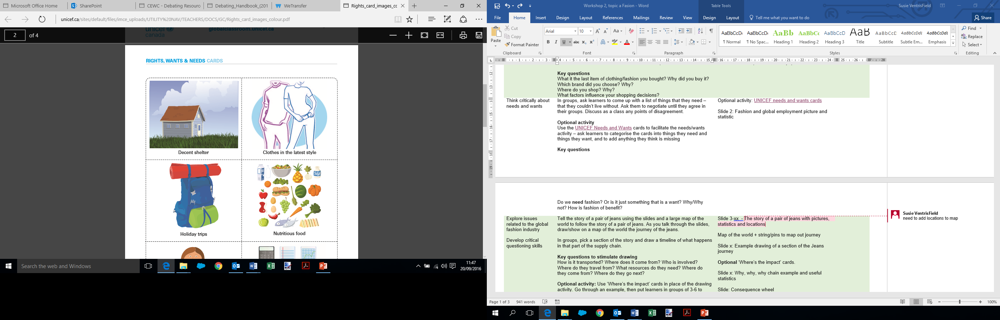 Microsoft Office Home
SharePoint
CEWC - Debating Resourc
Debating_Handbook_(201
WeTransfer
Rights_card_images_cc
unicef.ca/sites/default/files/imce_uploads/UTILITY%20NAV/TEACHERS/DOCS/GC/Rights_card_images_colour.pdf
unicef
canada
globalclassroom.unicef.ca
2 of 4
RIGHTS, WANTS & NEEDS CARDS
Decent shelter
Clothes in the latest style
Holiday trips
Nutritious food
Search the web and Windows
11:47
20/09/2016
Workshop 2, topic a Fasion - Word
Table Tools
Susie VentrisField
File Home Insert Design Layout References Mailings Review View Design Layout Tell me what you want to do Share
Cut
Copy
Format Painter
Paste
Clipboard
Arial 10
Font
Paragraph
AaBbCcDc AaBbCcDc AaBb AaBbCc AaBbCcD AaB AaBbCcC AaBbCcDdl AaBbCcDdl
¶ Normal ¶ No Spac... Heading 1 Heading 2 Heading 3 Title Subtitle Subtle Em... Emphasis
Styles
Find
Replace
Select
Editing
Key questions
What it the last item of clothing/fashion you bought? Why did you buy it?
Which brand did you choose? Why?
Where do you shop? Why?
What factors influence your shopping decisions?
Think critically about
needs and wants
In groups, ask learners to come up with a list of things that they need –
that they couldn't live without. Ask them to negotiate until they agree in
their groups. Discuss as a class any points of disagreement.
Optional activity
Use the UNICEF Needs and Wants cards to facilitate the needs/wants
activity – ask learners to categorise the cards into things they need and
things they want, and to add anything they think is missing
Key questions
Optional activity: UNICEF needs and wants cards
Slide 2: Fashion and global employment picture and
statistic
Do we need fashion? Or is it just something that is a want? Why/Why
not? How is fashion of benefit?
Explore issues
related to the global
fashion industry
Develop critical
questioning skills
Tell the story of a pair of jeans using the slides and a large map of the
world to follow the story of a pair of jeans. As you talk through the slides,
draw/show on a map of the world the journey of the jeans.
In groups, pick a section of the story and draw a timeline of what happens
in that part of the supply chain.
Key questions to stimulate drawing
How is it transported? Where does it come from? Who is involved?
Where do they travel from? What resources do they need? Where do
they come from? Where do they go next?
Optional activity: Use 'Where's the impact' cards in place of the drawing
activity. Go through an example, then put learners in groups of 3-6 to
Slide 3-xx - The story of a pair of jeans with pictures,
statistics and locations
Map of the world + string/pins to map out journey
Slide x: Example drawing of a section of the Jeans
journey
Optional 'Where's the impact' cards.
Slide x: Why, why, why chain example and useful
statistics
Slide: Consequence wheel
Susie VentrisField
need to add locations to map
Page 1 of 3 941 words
100%